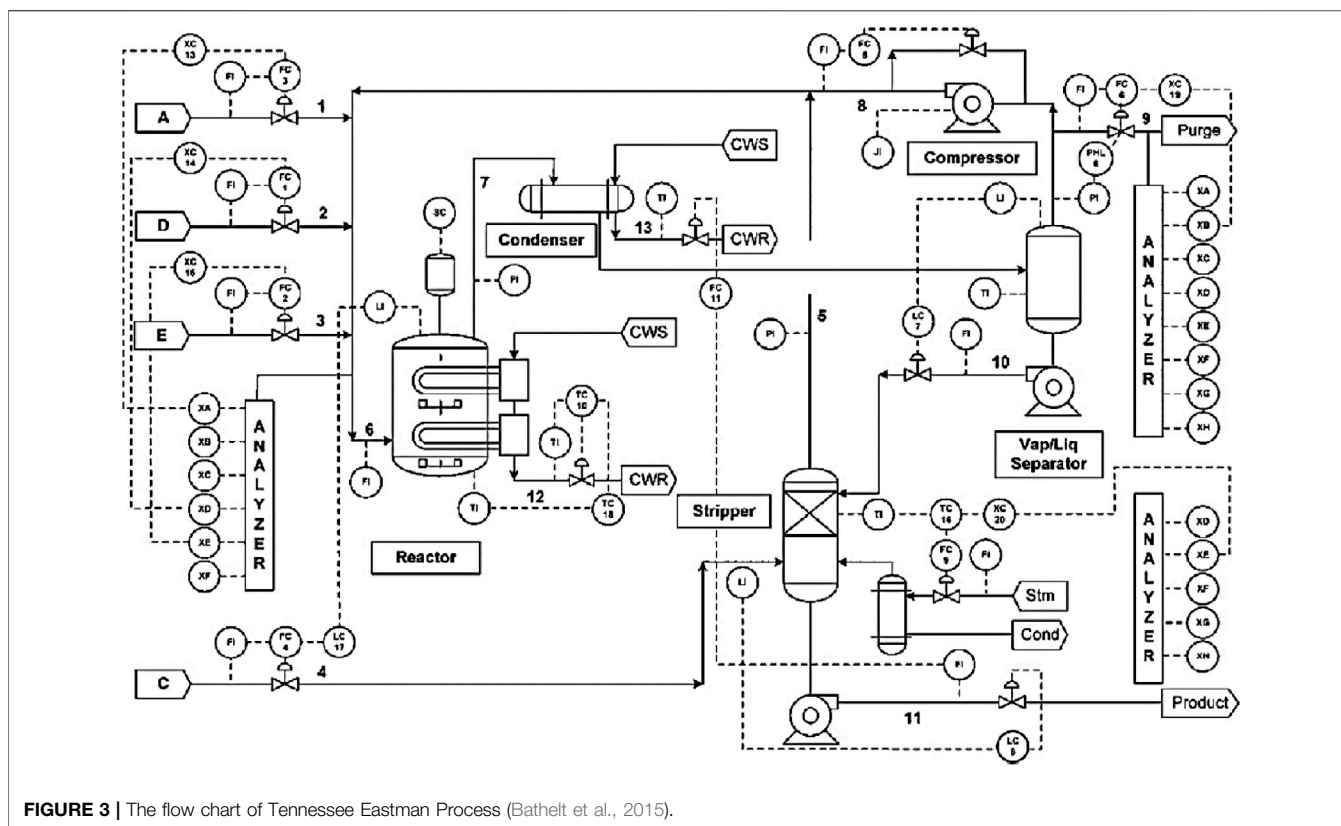 XC
13
FI
FC
3
A
1
XC
14
FI
FC
1
D
2
XC
16
FI
FC
2
E
3
LI
SC
7
CWS
Condenser
TI
13
CWR
PI
FC
11
CWS
TC
10
TI
12
CWR
TI
TC
18
6
FI
Reactor
XA
XB
XC
XD
XE
XF
ANALYZER
FI
FC
4
LC
17
C
4
FI
FC
5
8
JI
Compressor
FI
FC
6
XC
19
9
Purge
PHL
6
LI
PI
TI
LC
7
FI
10
Vap/Liq
Separator
ANALYZER
XA
XB
XC
XD
XE
XF
XG
XH
5
PI
Stripper
TI
TC
16
XC
20
FC
9
FI
Stm
Cond
LI
FI
11
LC
8
Product
ANALYZER
XD
XE
XF
XG
XH
FIGURE 3 | The flow chart of Tennessee Eastman Process (Bathelt et al., 2015).